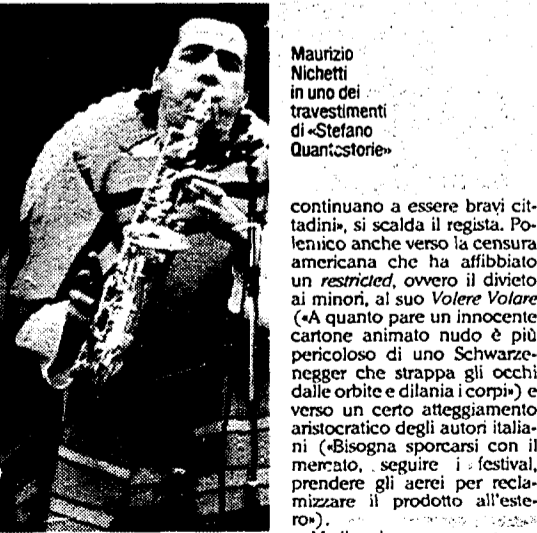 Maurizio
Nichetti
in uno dei
travestimenti
di «Stefano
Quantestorie»
continuano a essere bravi cit-
tadini», si scalda il regista. Po-
lemico anche verso la censura
americana che ha affibbiato
un restricted, ovvero il divieto
ai minori, al suo Volere Volare
(«A quanto pare un innocente
cartone animato nudo è più
pericoloso di uno Schwarze-
negger che strappa gli occhi
dalle orbite e dilania i corpi») e
verso un certo atteggiamento
aristocratico degli autori italia-
ni («Bisogna sporcarsi con il
mercato, seguire i festival,
prendere gli aerei per recla-
mizzare il prodotto all'este-
ro»).